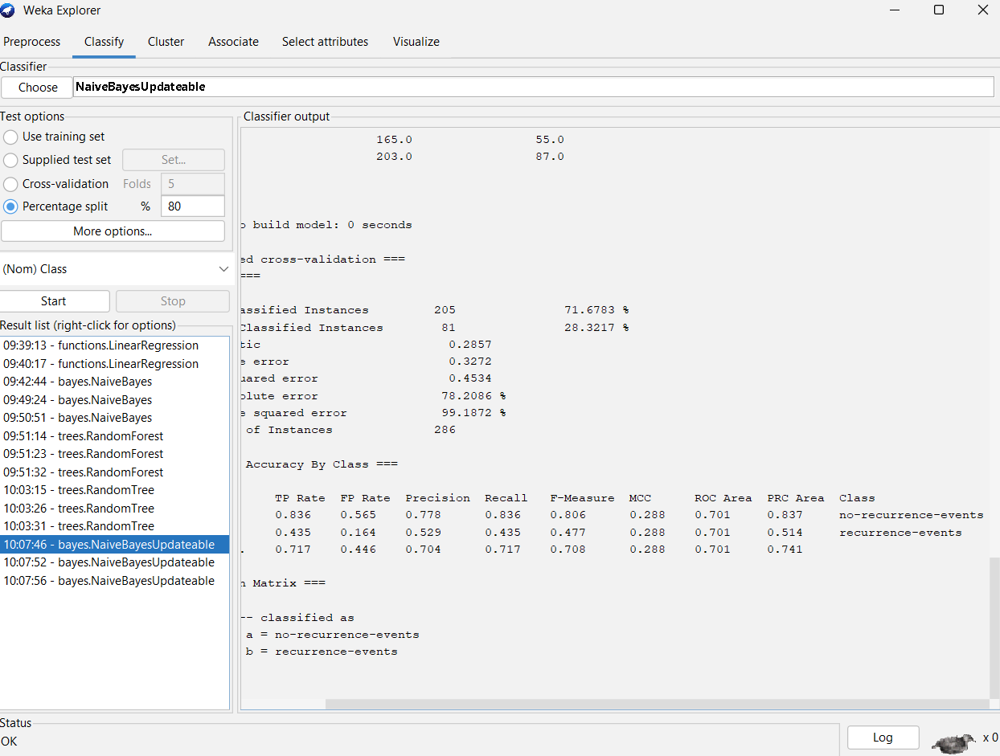 Weka Explorer
Preprocess Classify Cluster Associate Select attributes Visualize
Classifier
Choose NaiveBayesUpdateable
Test options
Use training set
Supplied test set Set...
Cross-validation Folds 5
Percentage split % 80
More options...
(Nom) Class
Start Stop
Result list (right-click for options)
09:39:13 - functions.LinearRegression
09:40:17 - functions.LinearRegression
09:42:44 - bayes.NaiveBayes
09:49:24 - bayes.NaiveBayes
09:50:51 - bayes.NaiveBayes
09:51:14 - trees.RandomForest
09:51:23 - trees.RandomForest
09:51:32 - trees.RandomForest
10:03:15 - trees.RandomTree
10:03:26 - trees.RandomTree
10:03:31 - trees.RandomTree
10:07:46 - bayes.NaiveBayesUpdateable
10:07:52 - bayes.NaiveBayesUpdateable
10:07:56 - bayes.NaiveBayesUpdateable
Classifier output
165.0 55.0
203.0 87.0
o build model: 0 seconds
ed cross-validation ===
===
assified Instances 205 71.6783 %
Classified Instances 81 28.3217 %
tic 0.2857
e error 0.3272
uared error 0.4534
olute error 78.2086 %
e squared error 99.1872 %
of Instances 286
Accuracy By Class ===
TP Rate FP Rate Precision Recall F-Measure MCC ROC Area PRC Area Class
0.836 0.565 0.778 0.836 0.806 0.288 0.701 0.837 no-recurrence-events
0.435 0.164 0.529 0.435 0.477 0.288 0.701 0.514 recurrence-events
. 0.717 0.446 0.704 0.717 0.708 0.288 0.701 0.741
n Matrix ===
-- classified as
a = no-recurrence-events
b = recurrence-events
Status
OK
Log x 0